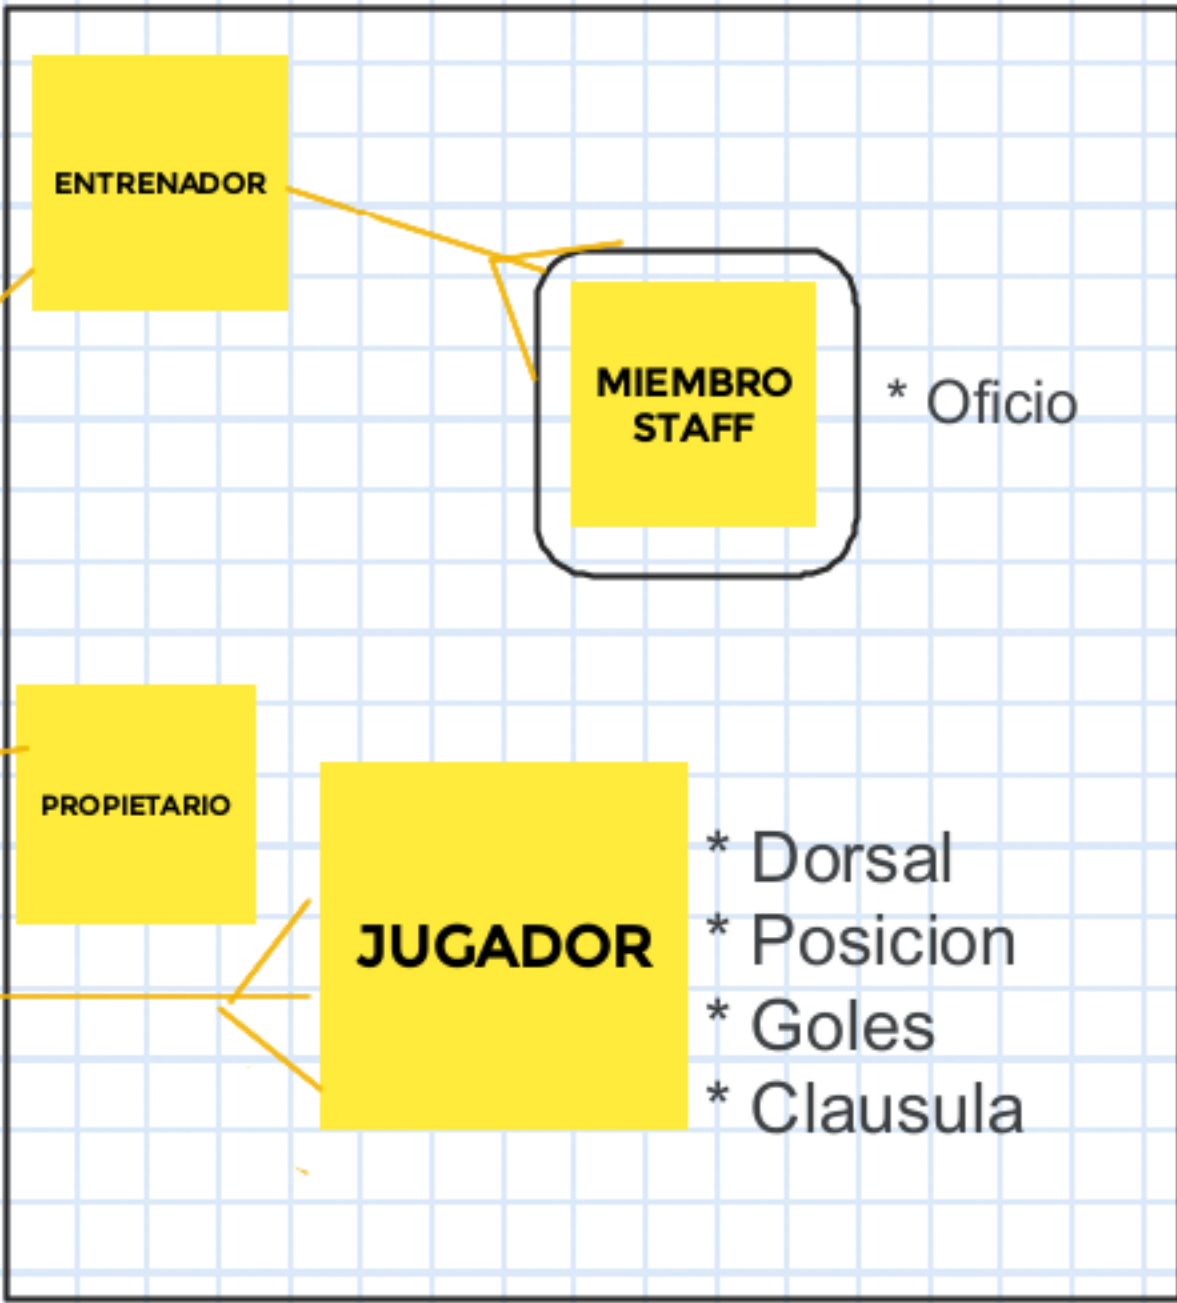 ENTRENADOR
MIEMBRO
STAFF
* Oficio
PROPIETARIO
JUGADOR
* Dorsal
* Posicion
* Goles
* Clausula